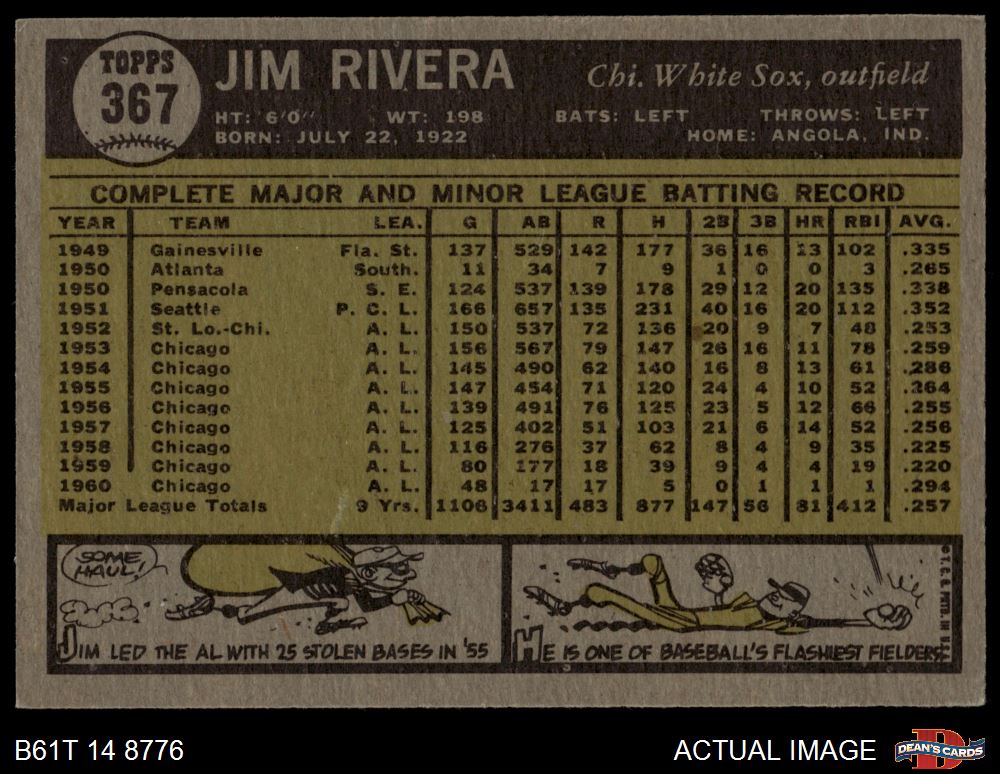 TOPPS
367
JIM RIVERA
Chi. White Sox, outfield
HT: 6'0" WT: 198 BATS: LEFT THROWS: LEFT
BORN: JULY 22, 1922 HOME: ANGOLA, IND.
COMPLETE MAJOR AND MINOR LEAGUE BATTING RECORD
YEAR TEAM LEA. G AB R H 2B 3B HR RBI AVG.
1949 Gainesville Fla. St. 137 529 142 177 36 16 13 102 .335
1950 Atlanta South. 11 34 7 9 1 0 0 3 .265
1950 Pensacola S. E. 124 537 139 178 29 12 20 135 .338
1951 Seattle P. C. L. 166 657 135 231 40 16 20 112 .352
1952 St. Lo.-Chi. A. L. 150 537 72 136 20 9 7 48 .253
1953 Chicago A. L. 156 567 79 147 26 16 11 78 .259
1954 Chicago A. L. 145 490 62 140 16 8 13 61 .286
1955 Chicago A. L. 147 454 71 120 24 4 10 52 .264
1956 Chicago A. L. 139 491 76 125 23 5 12 66 .255
1957 Chicago A. L. 125 402 51 103 21 6 14 52 .256
1958 Chicago A. L. 116 276 37 62 8 4 9 35 .225
1959 Chicago A. L. 80 177 18 39 9 4 4 19 .220
1960 Chicago A. L. 48 17 17 5 0 1 1 1 .294
Major League Totals 9 Yrs. 1106 3411 483 877 147 56 81 412 .257
SOME
HAUL!
JIM LED THE AL WITH 25 STOLEN BASES IN '55
HE IS ONE OF BASEBALL'S FLASHIEST FIELDERS
© T.C.G. PRTD. IN U.S.A.
B61T 14 8776
ACTUAL IMAGE
D
DEAN'S CARDS